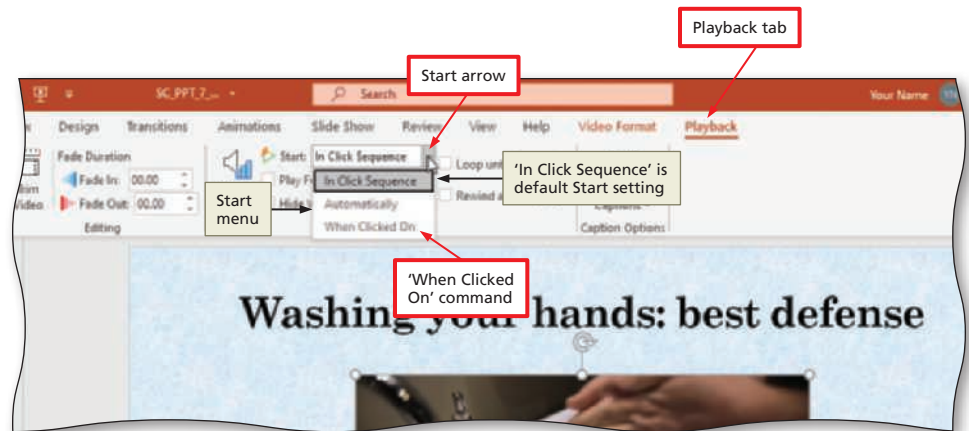 Playback tab
Start arrow
SC_PPT_7_...
Search
Your Name
Design Transitions Animations Slide Show Review View Help Video Format Playback
Fade Duration
Start: In Click Sequence
Loop
Fade In: 00.00
In Click Sequence
'In Click Sequence' is
default Start setting
Video
Fade Out: 00.00
Start
menu
Automatically
Rewind
Editing
When Clicked On
Caption Options
'When Clicked
On' command
Washing your hands: best defense